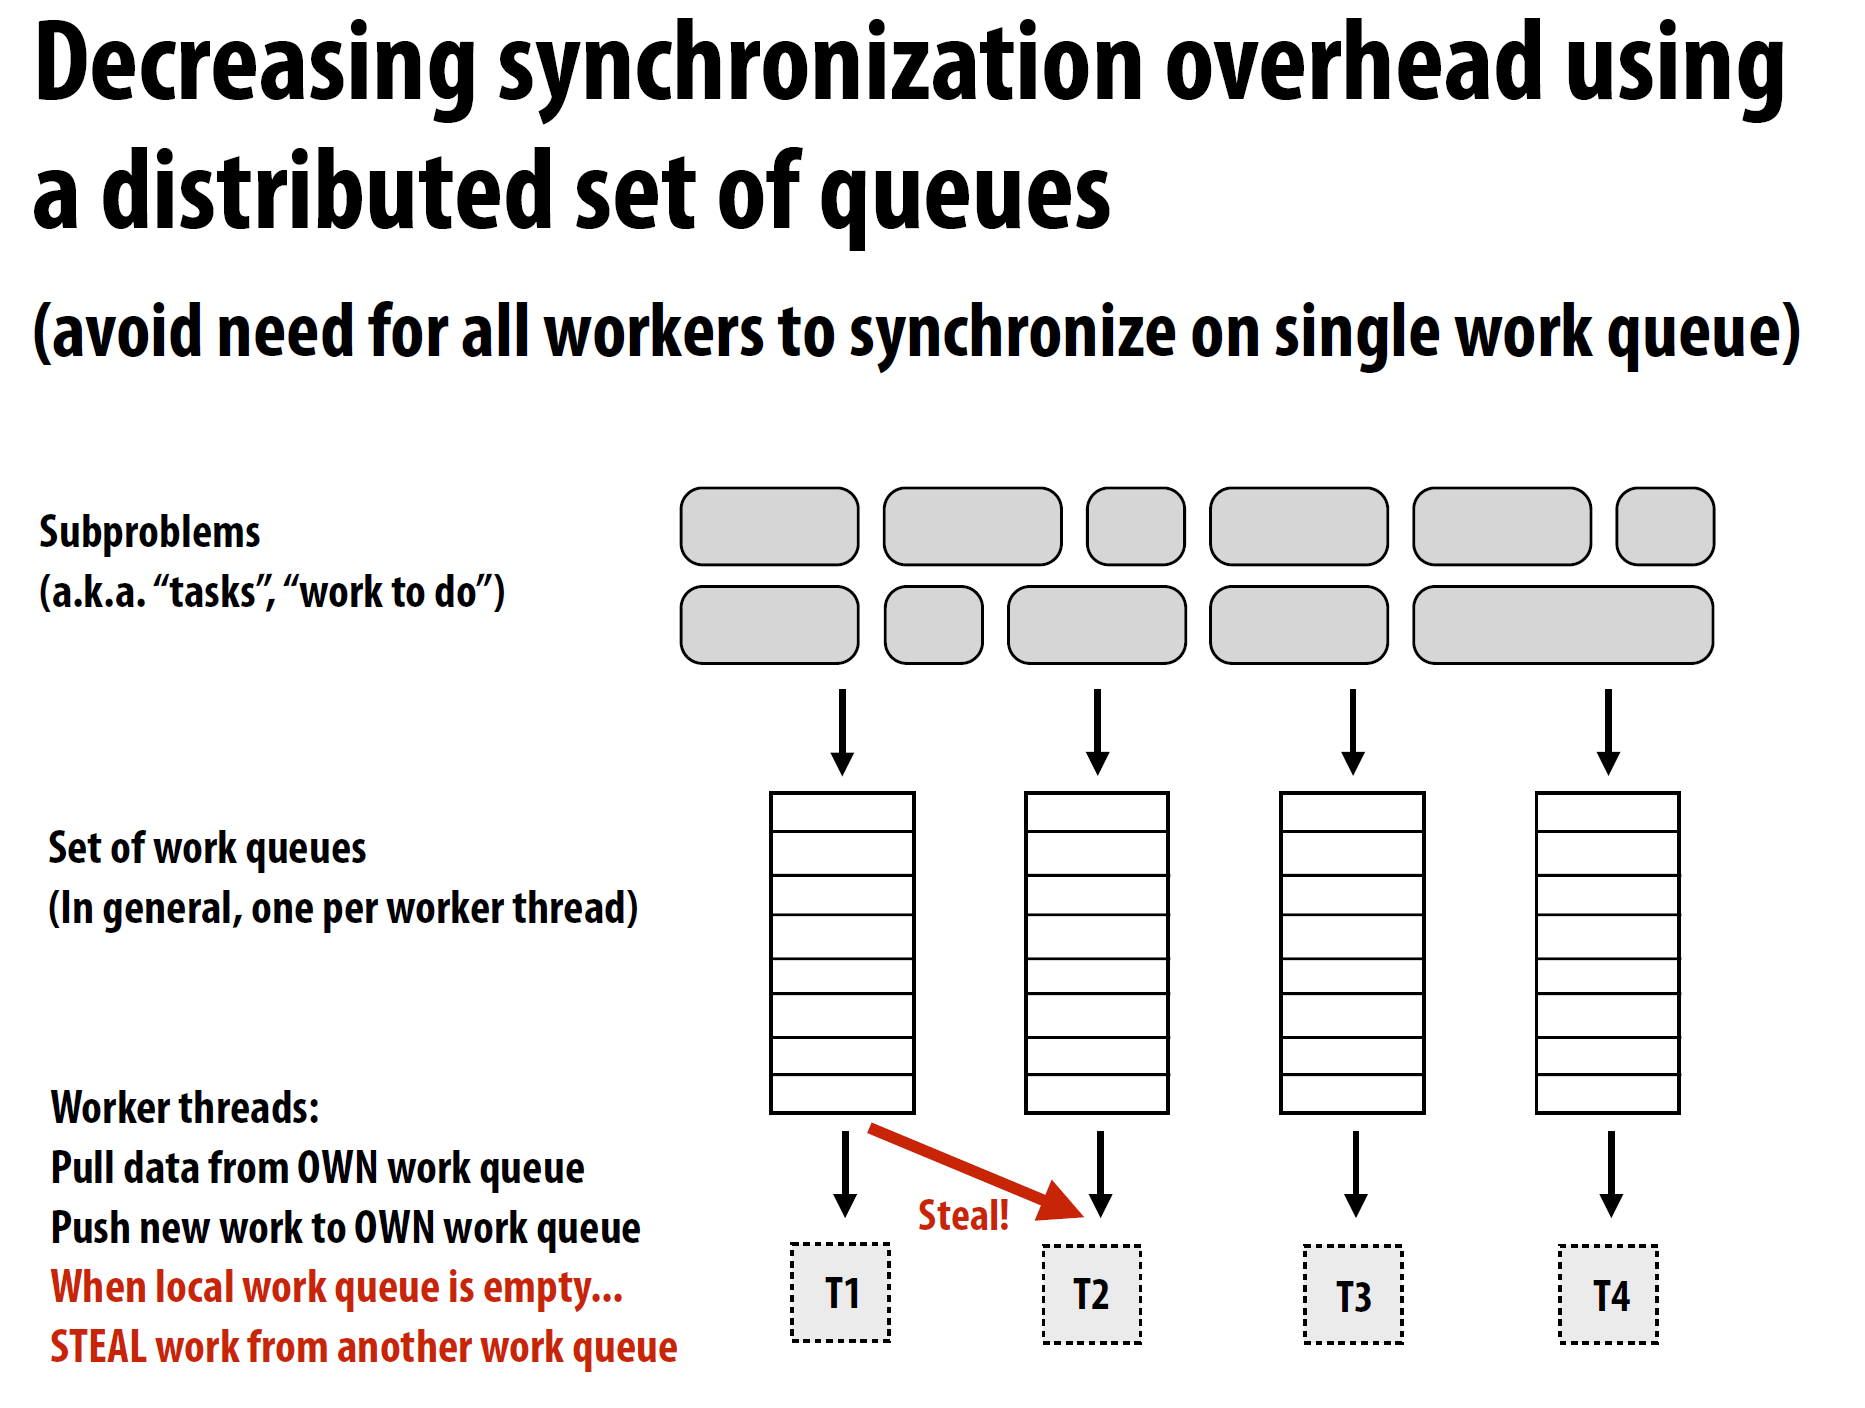 Decreasing synchronization overhead using
a distributed set of queues
(avoid need for all workers to synchronize on single work queue)
Subproblems
(a.k.a. “tasks”, “work to do”)
Set of work queues
(In general, one per worker thread)
Worker threads:
Pull data from OWN work queue
Push new work to OWN work queue
When local work queue is empty...
STEAL work from another work queue
Steal!
T1
T2
T3
T4